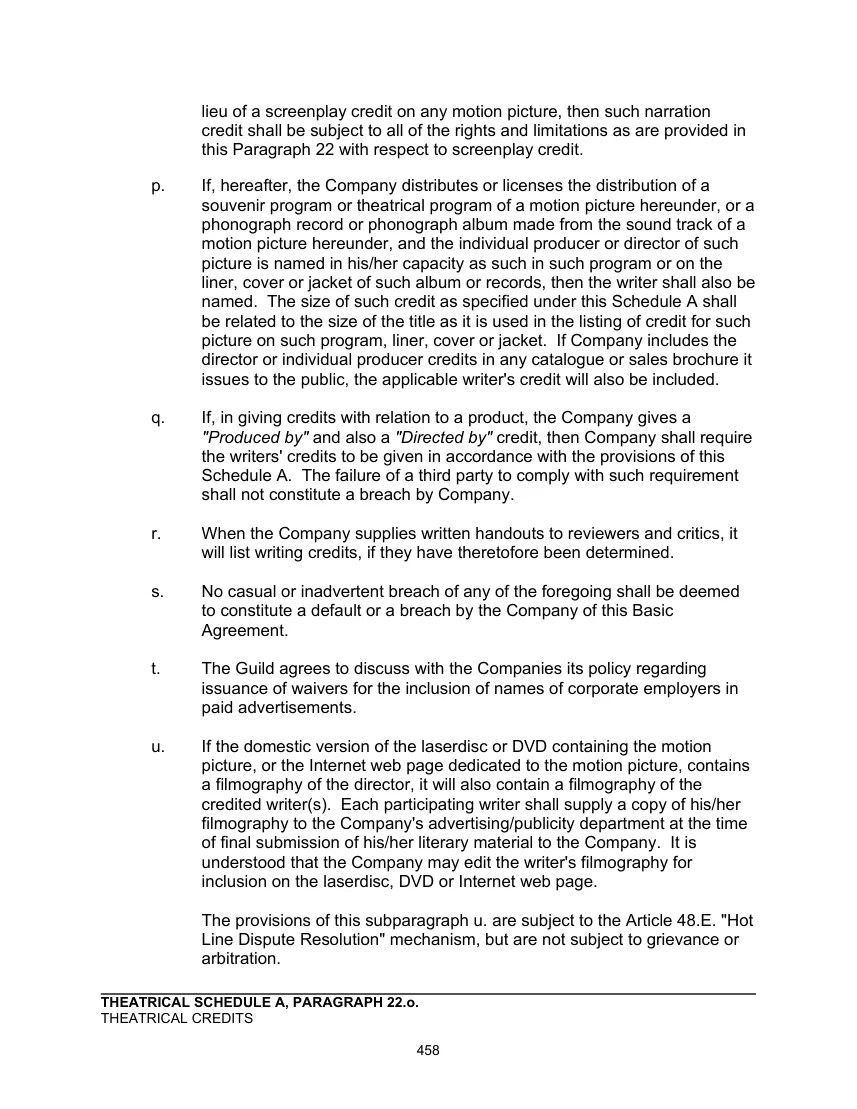 lieu of a screenplay credit on any motion picture, then such narration
credit shall be subject to all of the rights and limitations as are provided in
this Paragraph 22 with respect to screenplay credit.
p. If, hereafter, the Company distributes or licenses the distribution of a
souvenir program or theatrical program of a motion picture hereunder, or a
phonograph record or phonograph album made from the sound track of a
motion picture hereunder, and the individual producer or director of such
picture is named in his/her capacity as such in such program or on the
liner, cover or jacket of such album or records, then the writer shall also be
named.  The size of such credit as specified under this Schedule A shall
be related to the size of the title as it is used in the listing of credit for such
picture on such program, liner, cover or jacket.  If Company includes the
director or individual producer credits in any catalogue or sales brochure it
issues to the public, the applicable writer's credit will also be included.
q. If, in giving credits with relation to a product, the Company gives a
"Produced by" and also a "Directed by" credit, then Company shall require
the writers' credits to be given in accordance with the provisions of this
Schedule A.  The failure of a third party to comply with such requirement
shall not constitute a breach by Company.
r. When the Company supplies written handouts to reviewers and critics, it
will list writing credits, if they have theretofore been determined.
s. No casual or inadvertent breach of any of the foregoing shall be deemed
to constitute a default or a breach by the Company of this Basic
Agreement.
t. The Guild agrees to discuss with the Companies its policy regarding
issuance of waivers for the inclusion of names of corporate employers in
paid advertisements.
u. If the domestic version of the laserdisc or DVD containing the motion
picture, or the Internet web page dedicated to the motion picture, contains
a filmography of the director, it will also contain a filmography of the
credited writer(s).  Each participating writer shall supply a copy of his/her
filmography to the Company's advertising/publicity department at the time
of final submission of his/her literary material to the Company.  It is
understood that the Company may edit the writer's filmography for
inclusion on the laserdisc, DVD or Internet web page.
The provisions of this subparagraph u. are subject to the Article 48.E. "Hot
Line Dispute Resolution" mechanism, but are not subject to grievance or
arbitration.
THEATRICAL SCHEDULE A, PARAGRAPH 22.o.
THEATRICAL CREDITS
458